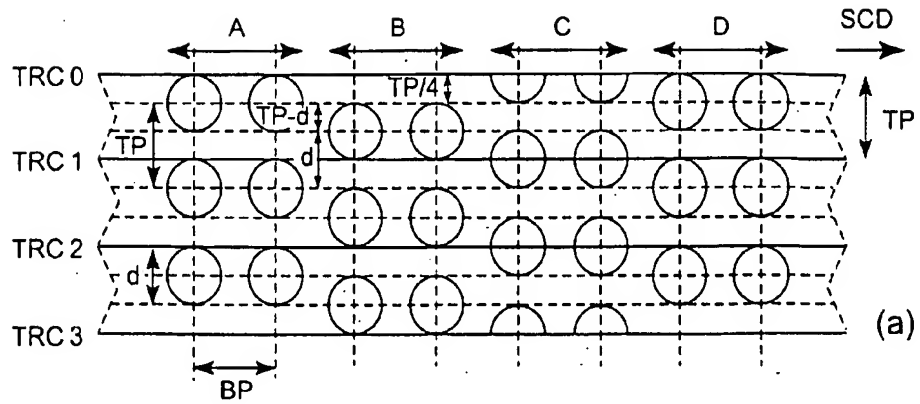 A B C D SCD
TRC 0
TP/4
TP-d
TP d TP
TRC 1
TRC 2
d
TRC 3 (a)
BP